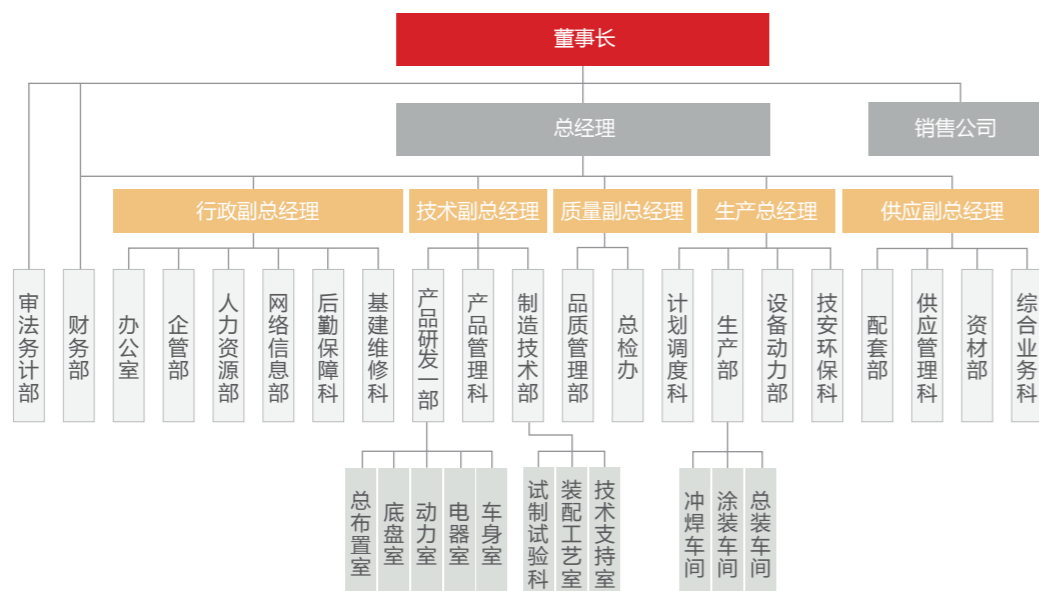 董事长
总经理
销售公司
行政副总经理
技术副总经理
质量副总经理
生产总经理
供应副总经理
审法务计部
财务部
办公室
企管部
人力资源部
网络信息部
后勤保障科
基建维修科
产品研发一部
产品管理科
制造技术部
品质管理部
总检办
计划调度科
生产部
设备动力部
技安环保科
配套部
供应管理科
资材部
综合业务科
总布置室
底盘室
动力室
电器室
车身室
试制试验科
装配工艺室
技术支持室
冲焊车间
涂装车间
总装车间